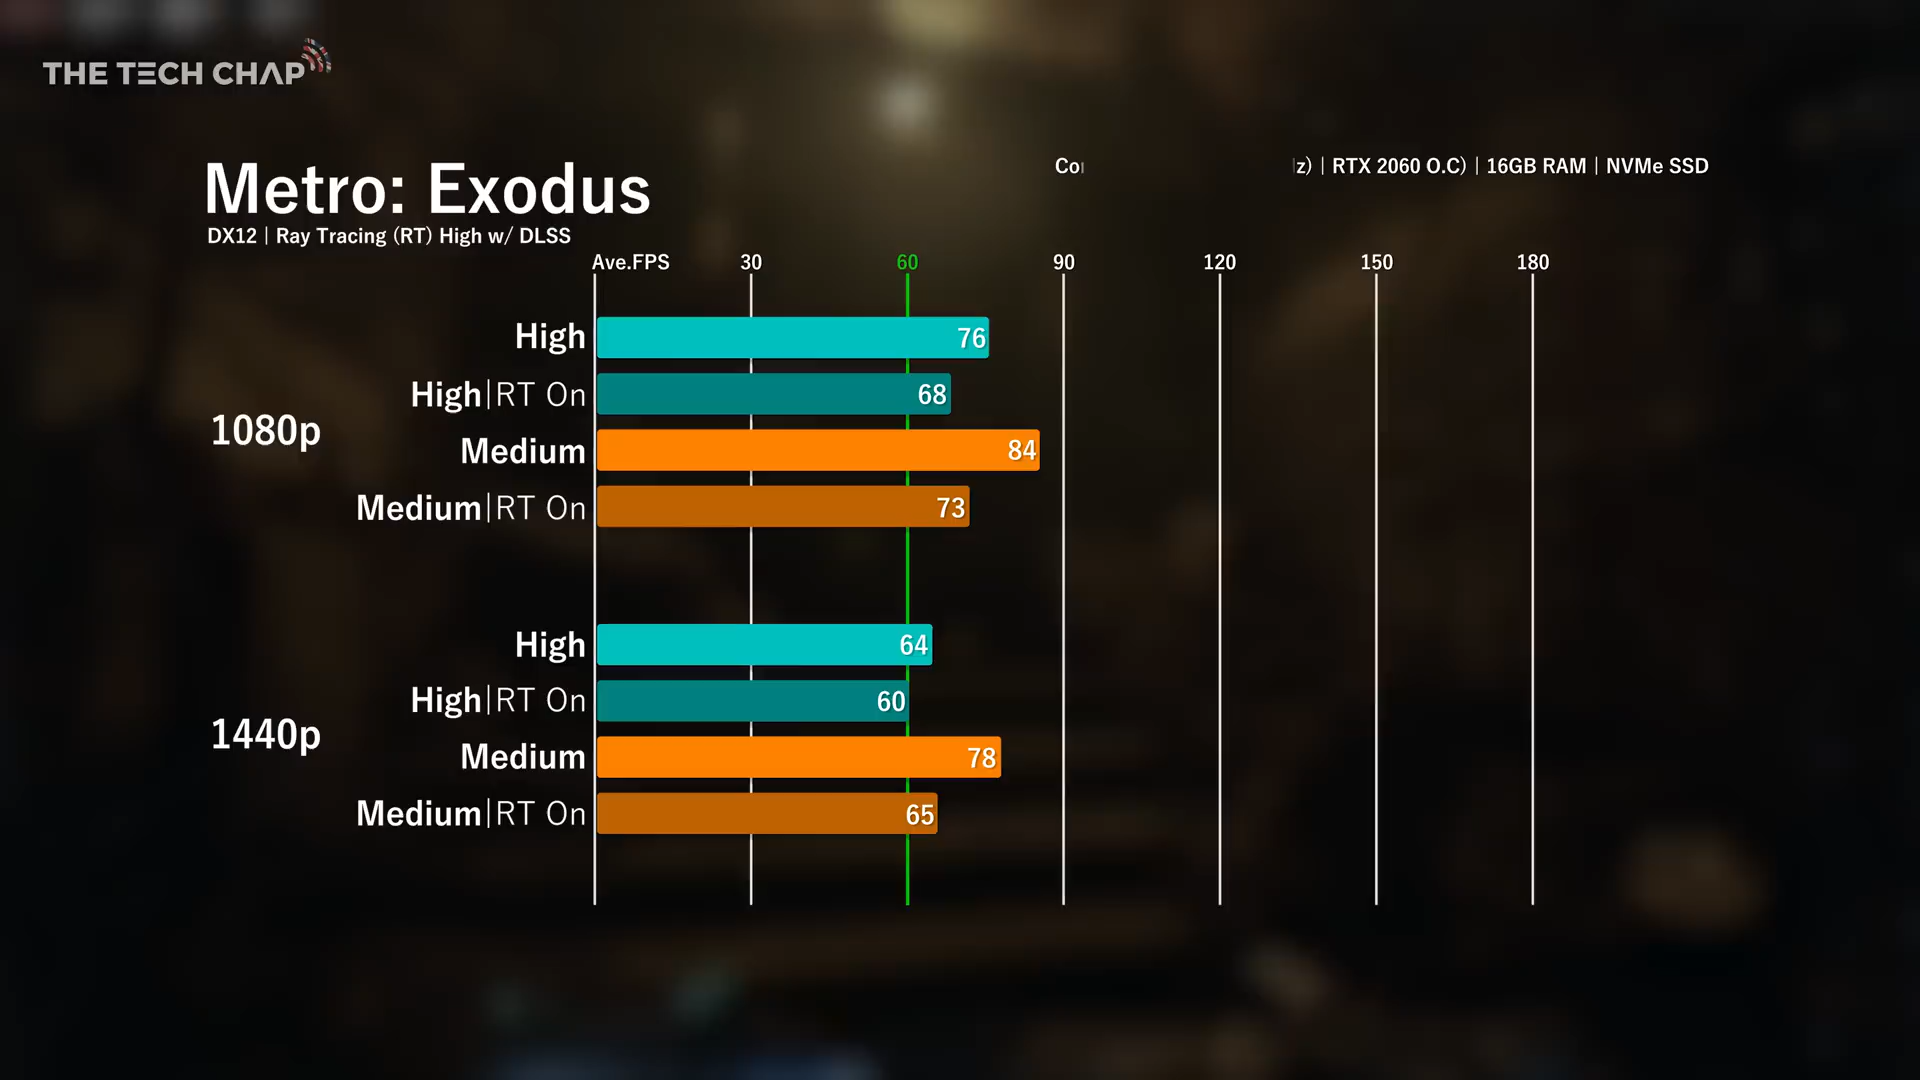 THE TECH CHAP
Metro: Exodus
z) | RTX 2060 O.C) | 16GB RAM | NVMe SSD
DX12 | Ray Tracing (RT) High w/ DLSS
Ave.FPS 30 60 90 120 150 180
1080p
High 76
High|RT On 68
Medium 84
Medium|RT On 73
1440p
High 64
High|RT On 60
Medium 78
Medium|RT On 65